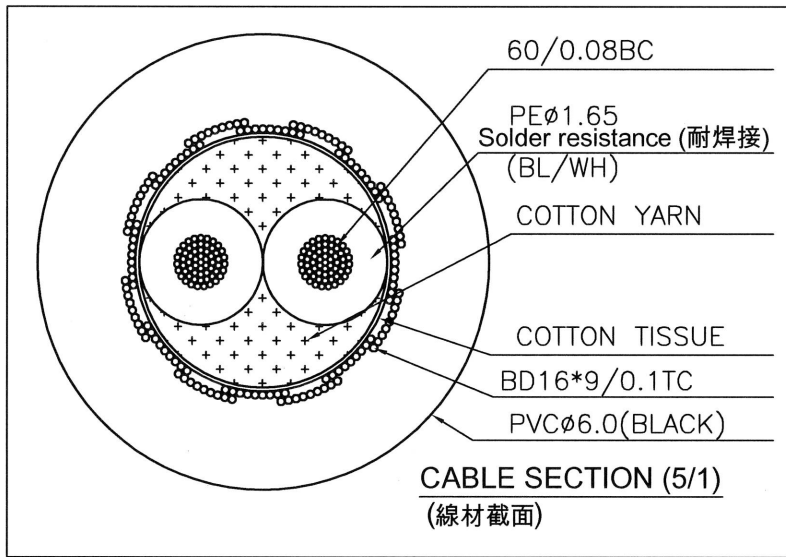 60/0.08BC
PEø1.65
Solder resistance (耐焊接)
(BL/WH)
COTTON YARN
COTTON TISSUE
BD16*9/0.1TC
PVCø6.0(BLACK)
CABLE SECTION (5/1)
(線材截面)